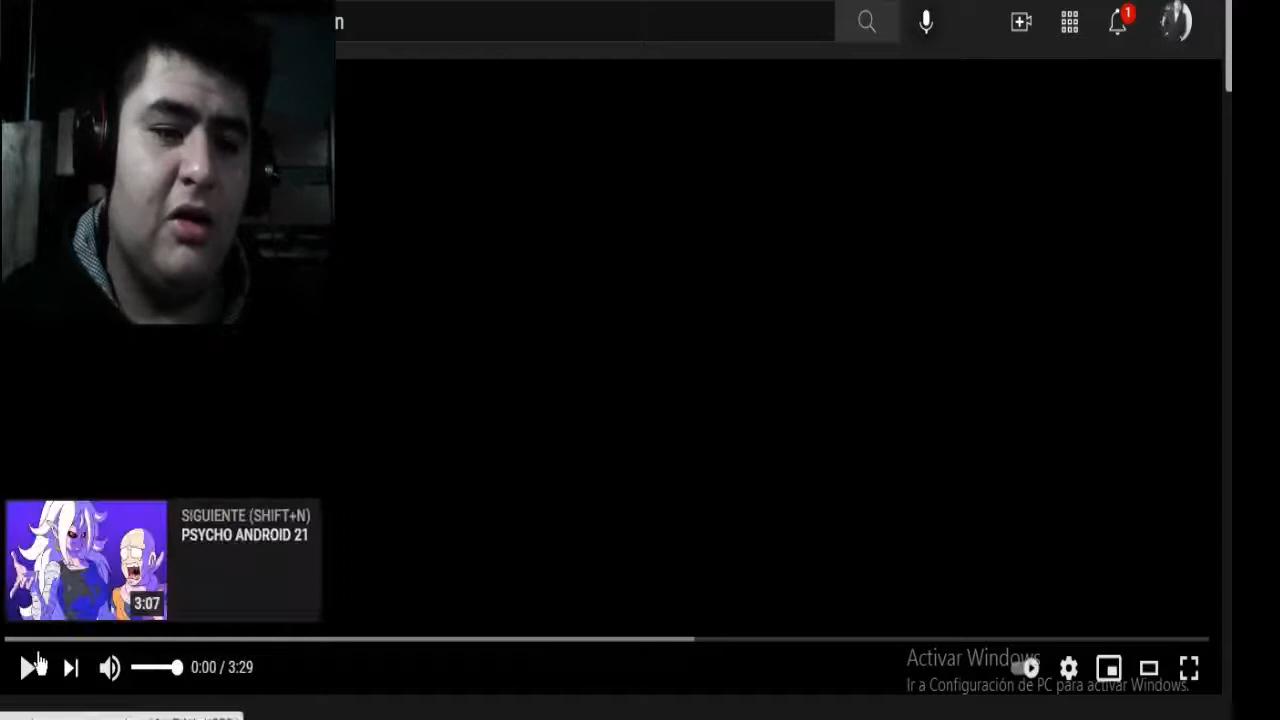 n
1
SIGUIENTE (SHIFT+N)
PSYCHO ANDROID 21
3:07
0:00 / 3:29
Activar Windows
Ir a Configuración de PC para activar Windows.